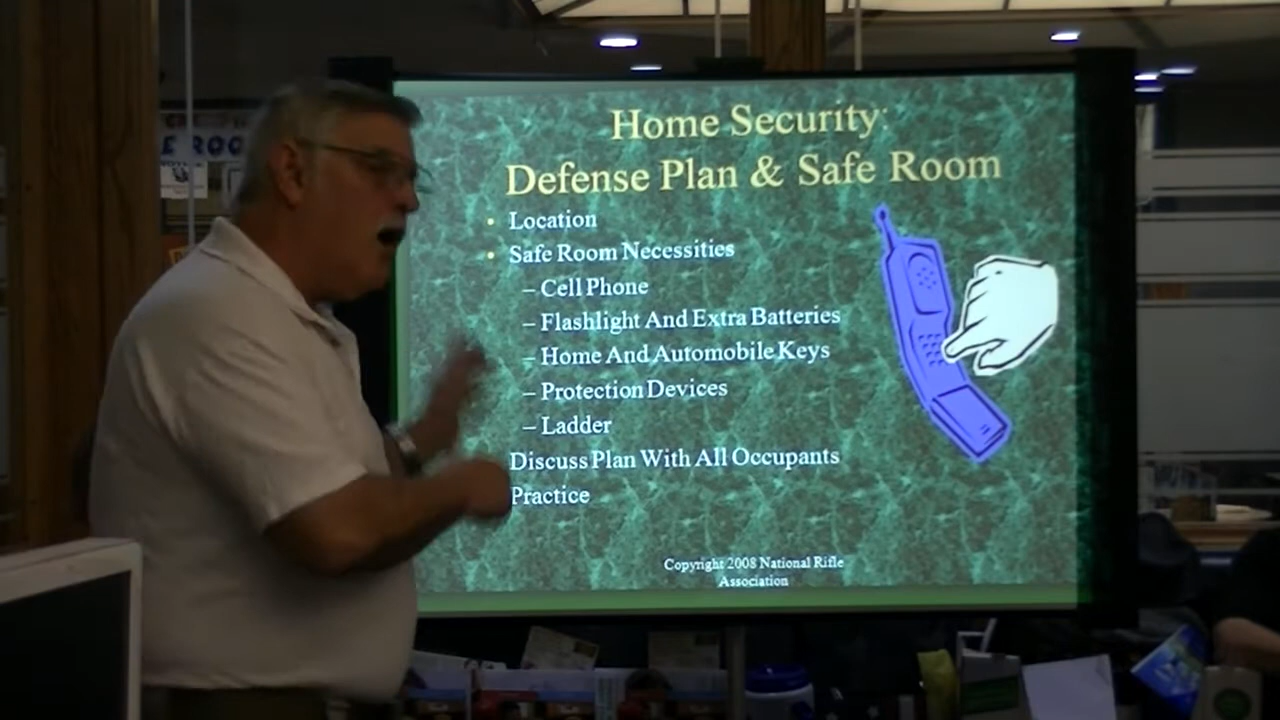 Home Security:
Defense Plan & Safe Room
• Location
• Safe Room Necessities
– Cell Phone
– Flashlight And Extra Batteries
– Home And Automobile Keys
– Protection Devices
– Ladder
Discuss Plan With All Occupants
Practice
Copyright 2008 National Rifle
Association